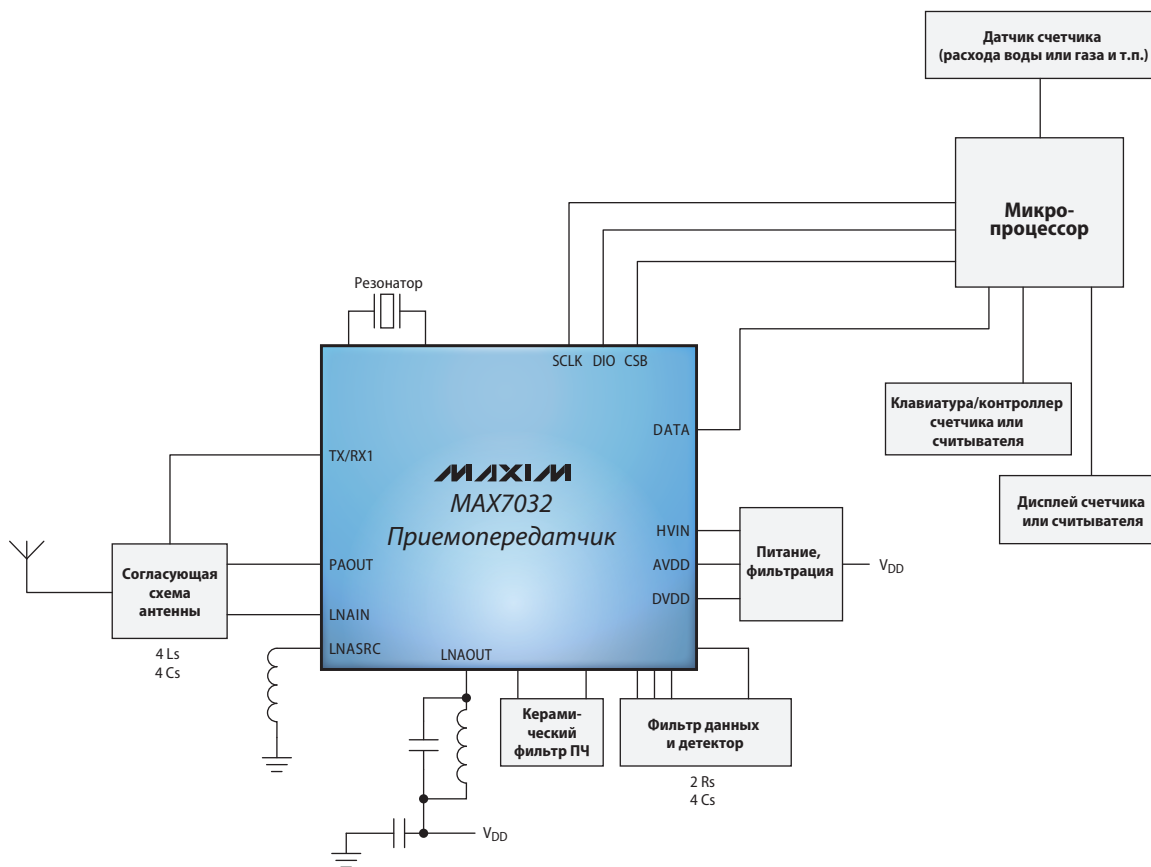 Датчик счетчика
(расхода воды или газа и т.п.)
Микро-
процессор
Резонатор
SCLK DIO CSB
DATA
Клавиатура/контроллер
счетчика или
считывателя
TX/RX1
MAXIM
MAX7032
Приемопередатчик
Дисплей счетчика
или считывателя
HVIN
AVDD
DVDD
Питание,
фильтрация
VDD
Согласующая
схема
антенны
4 Ls
4 Cs
PAOUT
LNAIN
LNASRC
LNAOUT
Керами-
ческий
фильтр ПЧ
Фильтр данных
и детектор
2 Rs
4 Cs
VDD